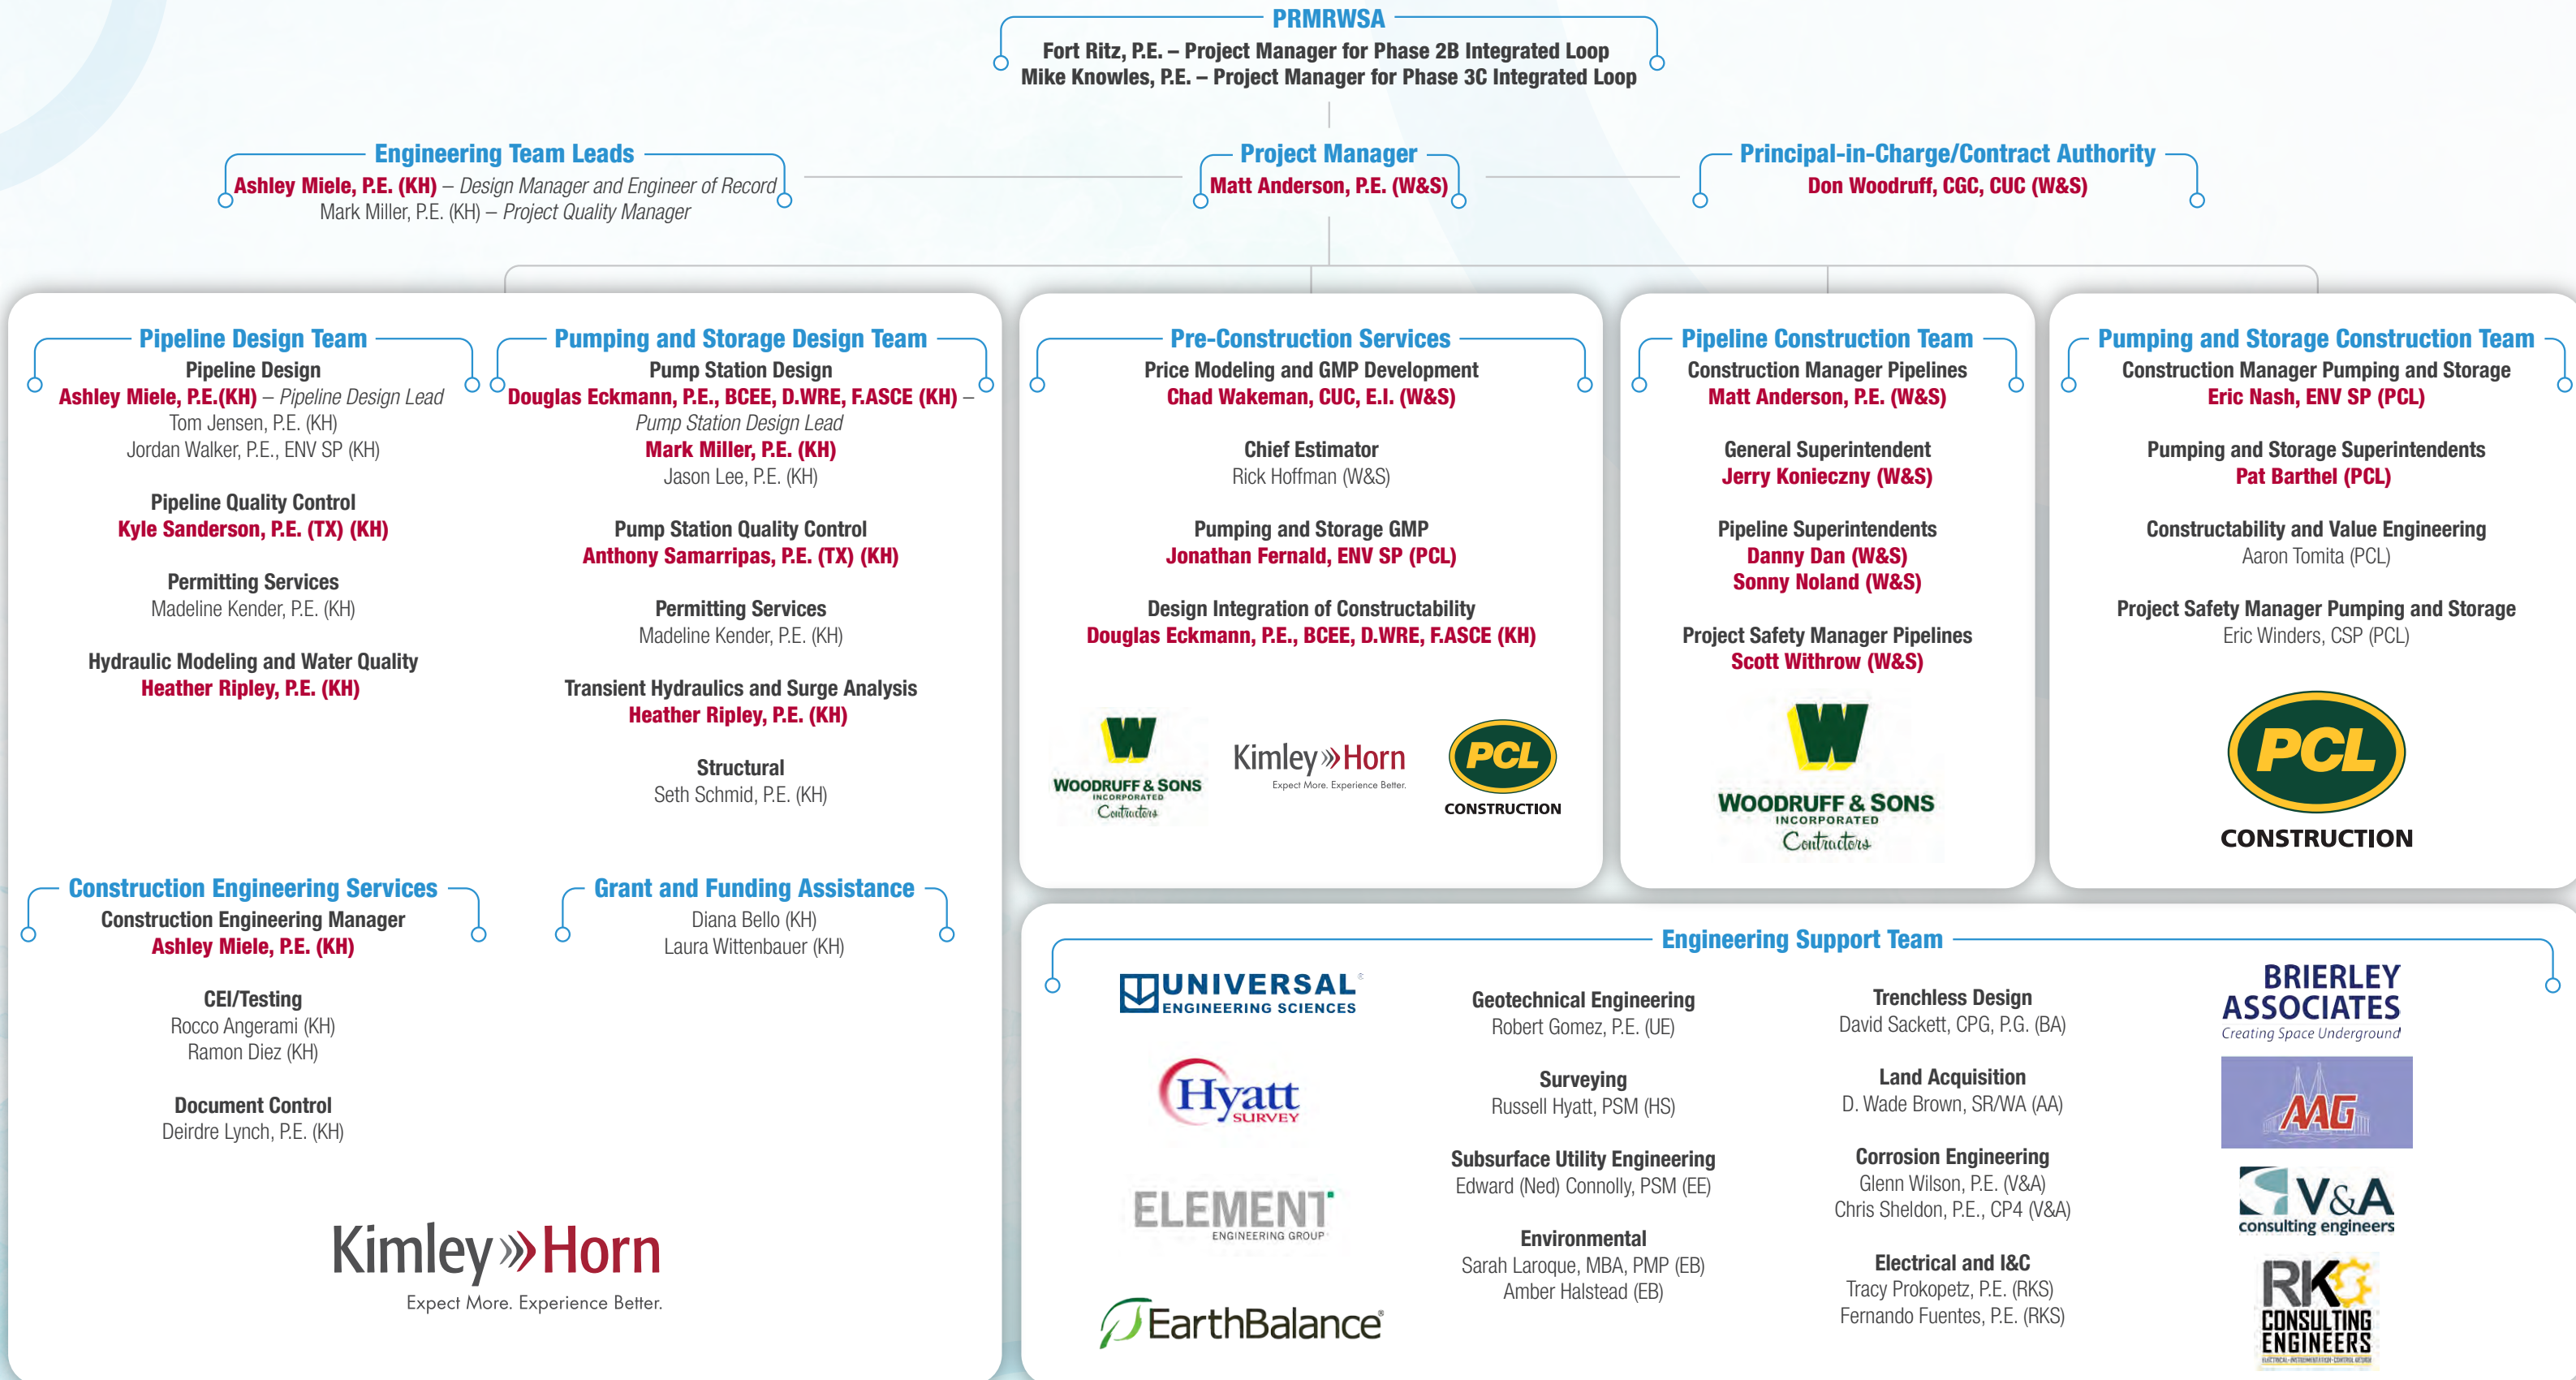 PRMRWSA
Fort Ritz, P.E. – Project Manager for Phase 2B Integrated Loop
Mike Knowles, P.E. – Project Manager for Phase 3C Integrated Loop
Engineering Team Leads
Ashley Miele, P.E. (KH) – Design Manager and Engineer of Record
Mark Miller, P.E. (KH) – Project Quality Manager
Project Manager
Matt Anderson, P.E. (W&S)
Principal-in-Charge/Contract Authority
Don Woodruff, CGC, CUC (W&S)
Pipeline Design Team
Pipeline Design
Ashley Miele, P.E.(KH) – Pipeline Design Lead
Tom Jensen, P.E. (KH)
Jordan Walker, P.E., ENV SP (KH)
Pipeline Quality Control
Kyle Sanderson, P.E. (TX) (KH)
Permitting Services
Madeline Kender, P.E. (KH)
Hydraulic Modeling and Water Quality
Heather Ripley, P.E. (KH)
Pumping and Storage Design Team
Pump Station Design
Douglas Eckmann, P.E., BCEE, D.WRE, F.ASCE (KH) –
Pump Station Design Lead
Mark Miller, P.E. (KH)
Jason Lee, P.E. (KH)
Pump Station Quality Control
Anthony Samarripas, P.E. (TX) (KH)
Permitting Services
Madeline Kender, P.E. (KH)
Transient Hydraulics and Surge Analysis
Heather Ripley, P.E. (KH)
Structural
Seth Schmid, P.E. (KH)
Construction Engineering Services
Construction Engineering Manager
Ashley Miele, P.E. (KH)
CEI/Testing
Rocco Angerami (KH)
Ramon Diez (KH)
Document Control
Deirdre Lynch, P.E. (KH)
Grant and Funding Assistance
Diana Bello (KH)
Laura Wittenbauer (KH)
Kimley»Horn
Expect More. Experience Better.
Pre-Construction Services
Price Modeling and GMP Development
Chad Wakeman, CUC, E.I. (W&S)
Chief Estimator
Rick Hoffman (W&S)
Pumping and Storage GMP
Jonathan Fernald, ENV SP (PCL)
Design Integration of Constructability
Douglas Eckmann, P.E., BCEE, D.WRE, F.ASCE (KH)
W
WOODRUFF & SONS
INCORPORATED
Contractors
Kimley»Horn
Expect More. Experience Better.
PCL
CONSTRUCTION
Pipeline Construction Team
Construction Manager Pipelines
Matt Anderson, P.E. (W&S)
General Superintendent
Jerry Konieczny (W&S)
Pipeline Superintendents
Danny Dan (W&S)
Sonny Noland (W&S)
Project Safety Manager Pipelines
Scott Withrow (W&S)
W
WOODRUFF & SONS
INCORPORATED
Contractors
Pumping and Storage Construction Team
Construction Manager Pumping and Storage
Eric Nash, ENV SP (PCL)
Pumping and Storage Superintendents
Pat Barthel (PCL)
Constructability and Value Engineering
Aaron Tomita (PCL)
Project Safety Manager Pumping and Storage
Eric Winders, CSP (PCL)
PCL
CONSTRUCTION
Engineering Support Team
UNIVERSAL®
ENGINEERING SCIENCES
Hyatt
SURVEY
ELEMENT
ENGINEERING GROUP
EarthBalance®
Geotechnical Engineering
Robert Gomez, P.E. (UE)
Surveying
Russell Hyatt, PSM (HS)
Subsurface Utility Engineering
Edward (Ned) Connolly, PSM (EE)
Environmental
Sarah Laroque, MBA, PMP (EB)
Amber Halstead (EB)
Trenchless Design
David Sackett, CPG, P.G. (BA)
Land Acquisition
D. Wade Brown, SR/WA (AA)
Corrosion Engineering
Glenn Wilson, P.E. (V&A)
Chris Sheldon, P.E., CP4 (V&A)
Electrical and I&C
Tracy Prokopetz, P.E. (RKS)
Fernando Fuentes, P.E. (RKS)
BRIERLEY
ASSOCIATES
Creating Space Underground
AAG
V&A
consulting engineers
RKS
CONSULTING
ENGINEERS
ELECTRICAL-INSTRUMENTATION-CONTROL DESIGN